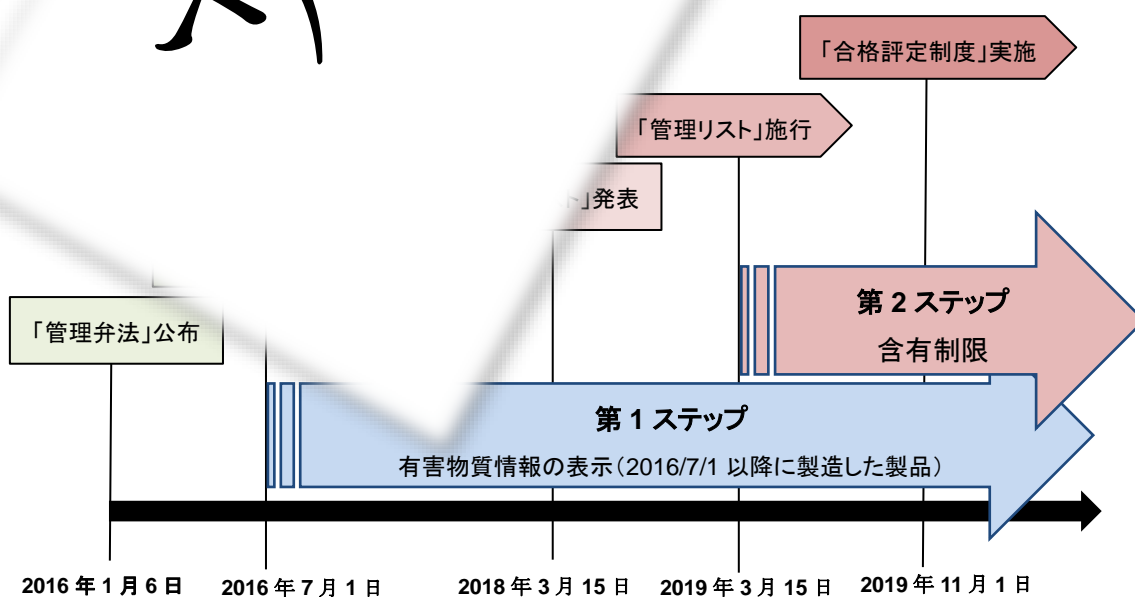 「合格評定制度」実施
「管理リスト」施行
」発表
「管理弁法」公布
第 2 ステップ
含有制限
第 1 ステップ
有害物質情報の表示（2016/7/1 以降に製造した製品）
2016 年 1 月 6 日
2016 年 7 月 1 日
2018 年 3 月 15 日
2019 年 3 月 15 日
2019 年 11 月 1 日